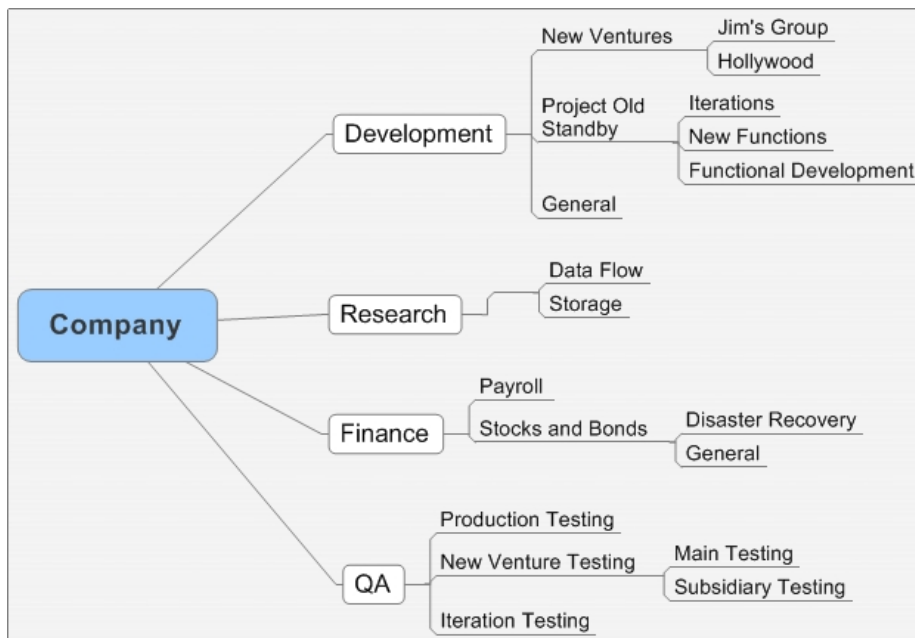 Company
Development
New Ventures
Jim's Group
Hollywood
Project Old
Standby
Iterations
New Functions
Functional Development
General
Research
Data Flow
Storage
Finance
Payroll
Stocks and Bonds
Disaster Recovery
General
QA
Production Testing
New Venture Testing
Main Testing
Subsidiary Testing
Iteration Testing